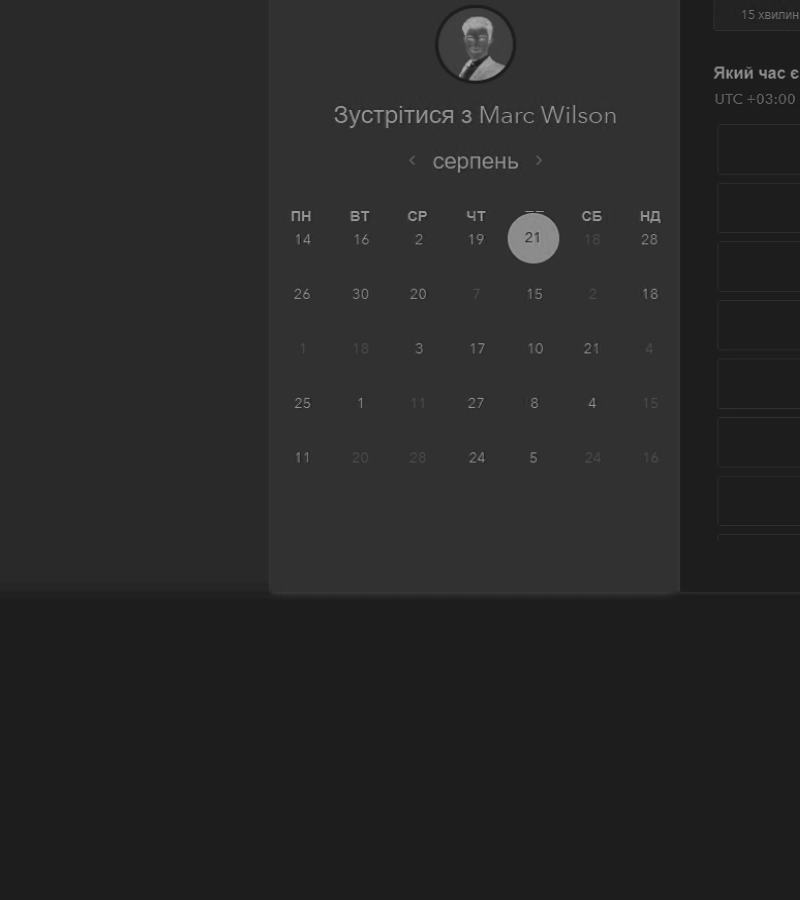 15 хвилин
Який час є
UTC +03:00
Зустрітися з Marc Wilson
серпень
ПН ВТ СР ЧТ СБ НД
14 16 2 19 21 18 28
26 30 20 7 15 2 18
1 18 3 17 10 21 4
25 1 11 27 8 4 15
11 20 28 24 5 24 16